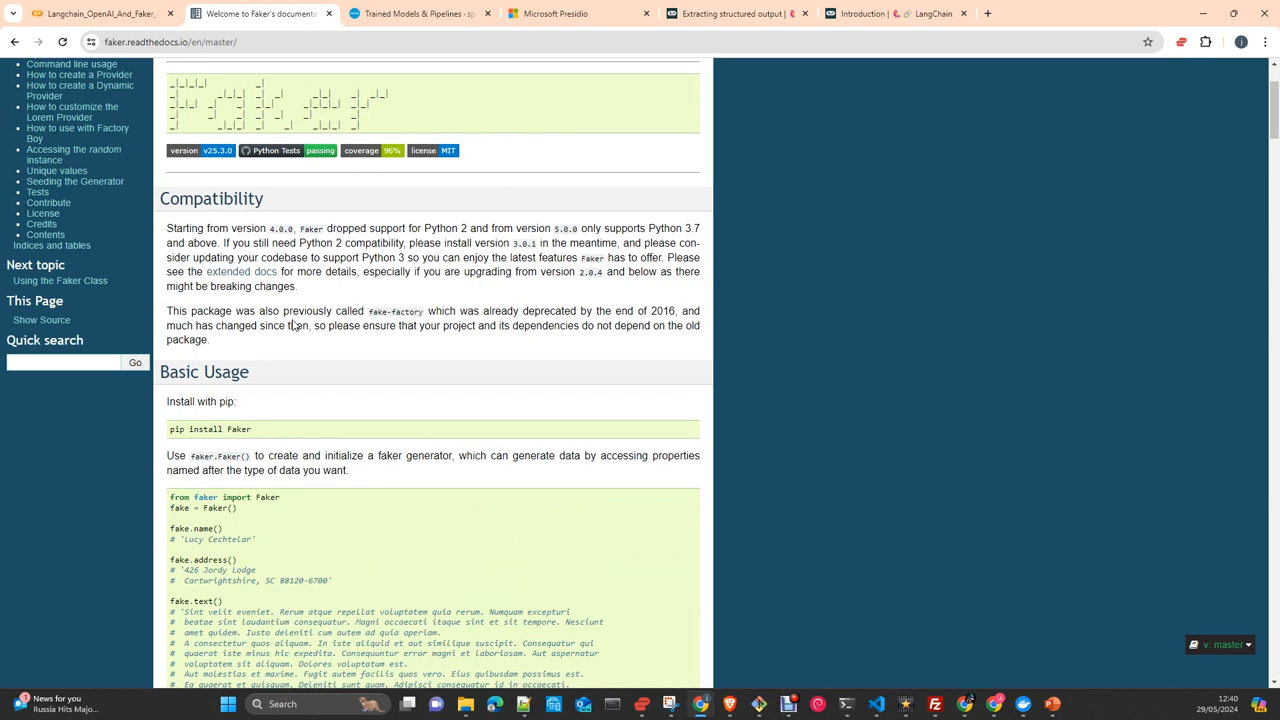 Langchain_OpenAI_And_Faker_
Welcome to Faker's documenta
Trained Models & Pipelines · sp
Microsoft Presidio
Extracting structured output |
Introduction | LangChain
faker.readthedocs.io/en/master/
Command line usage
How to create a Provider
How to create a Dynamic
Provider
How to customize the
Lorem Provider
How to use with Factory
Boy
Accessing the random
instance
Unique values
Seeding the Generator
Tests
Contribute
License
Credits
Contents
Indices and tables
Next topic
Using the Faker Class
This Page
Show Source
Quick search
Go
version v25.3.0 Python Tests passing coverage 96% license MIT
Compatibility
Starting from version 4.0.0, Faker dropped support for Python 2 and from version 5.0.0 only supports Python 3.7
and above. If you still need Python 2 compatibility, please install version 3.0.1 in the meantime, and please con-
sider updating your codebase to support Python 3 so you can enjoy the latest features Faker has to offer. Please
see the extended docs for more details, especially if you are upgrading from version 2.0.4 and below as there
might be breaking changes.
This package was also previously called fake-factory which was already deprecated by the end of 2016, and
much has changed since then, so please ensure that your project and its dependencies do not depend on the old
package.
Basic Usage
Install with pip:
pip install Faker
Use faker.Faker() to create and initialize a faker generator, which can generate data by accessing properties
named after the type of data you want.
from faker import Faker
fake = Faker()
fake.name()
# 'Lucy Cechtelar'
fake.address()
# '426 Jordy Lodge
#  Cartwrightshire, SC 88120-6700'
fake.text()
# 'Sint velit eveniet. Rerum atque repellat voluptatem quia rerum. Numquam excepturi
#  beatae sint laudantium consequatur. Magni occaecati itaque sint et sit tempore. Nesciunt
#  amet quidem. Iusto deleniti cum autem ad quia aperiam.
#  A consectetur quos aliquam. In iste aliquid et aut similique suscipit. Consequatur qui
#  quaerat iste minus hic expedita. Consequuntur error magni et laboriosam. Aut aspernatur
#  voluptatem sit aliquam. Dolores voluptatum est.
#  Aut molestias et maxime. Fugit autem facilis quos vero. Eius quibusdam possimus est.
#  Ea quaerat et quisquam. Deleniti sunt quam. Adipisci consequatur id in occaecati.
v: master
1
News for you
Russia Hits Majo...
Search
12:40
29/05/2024